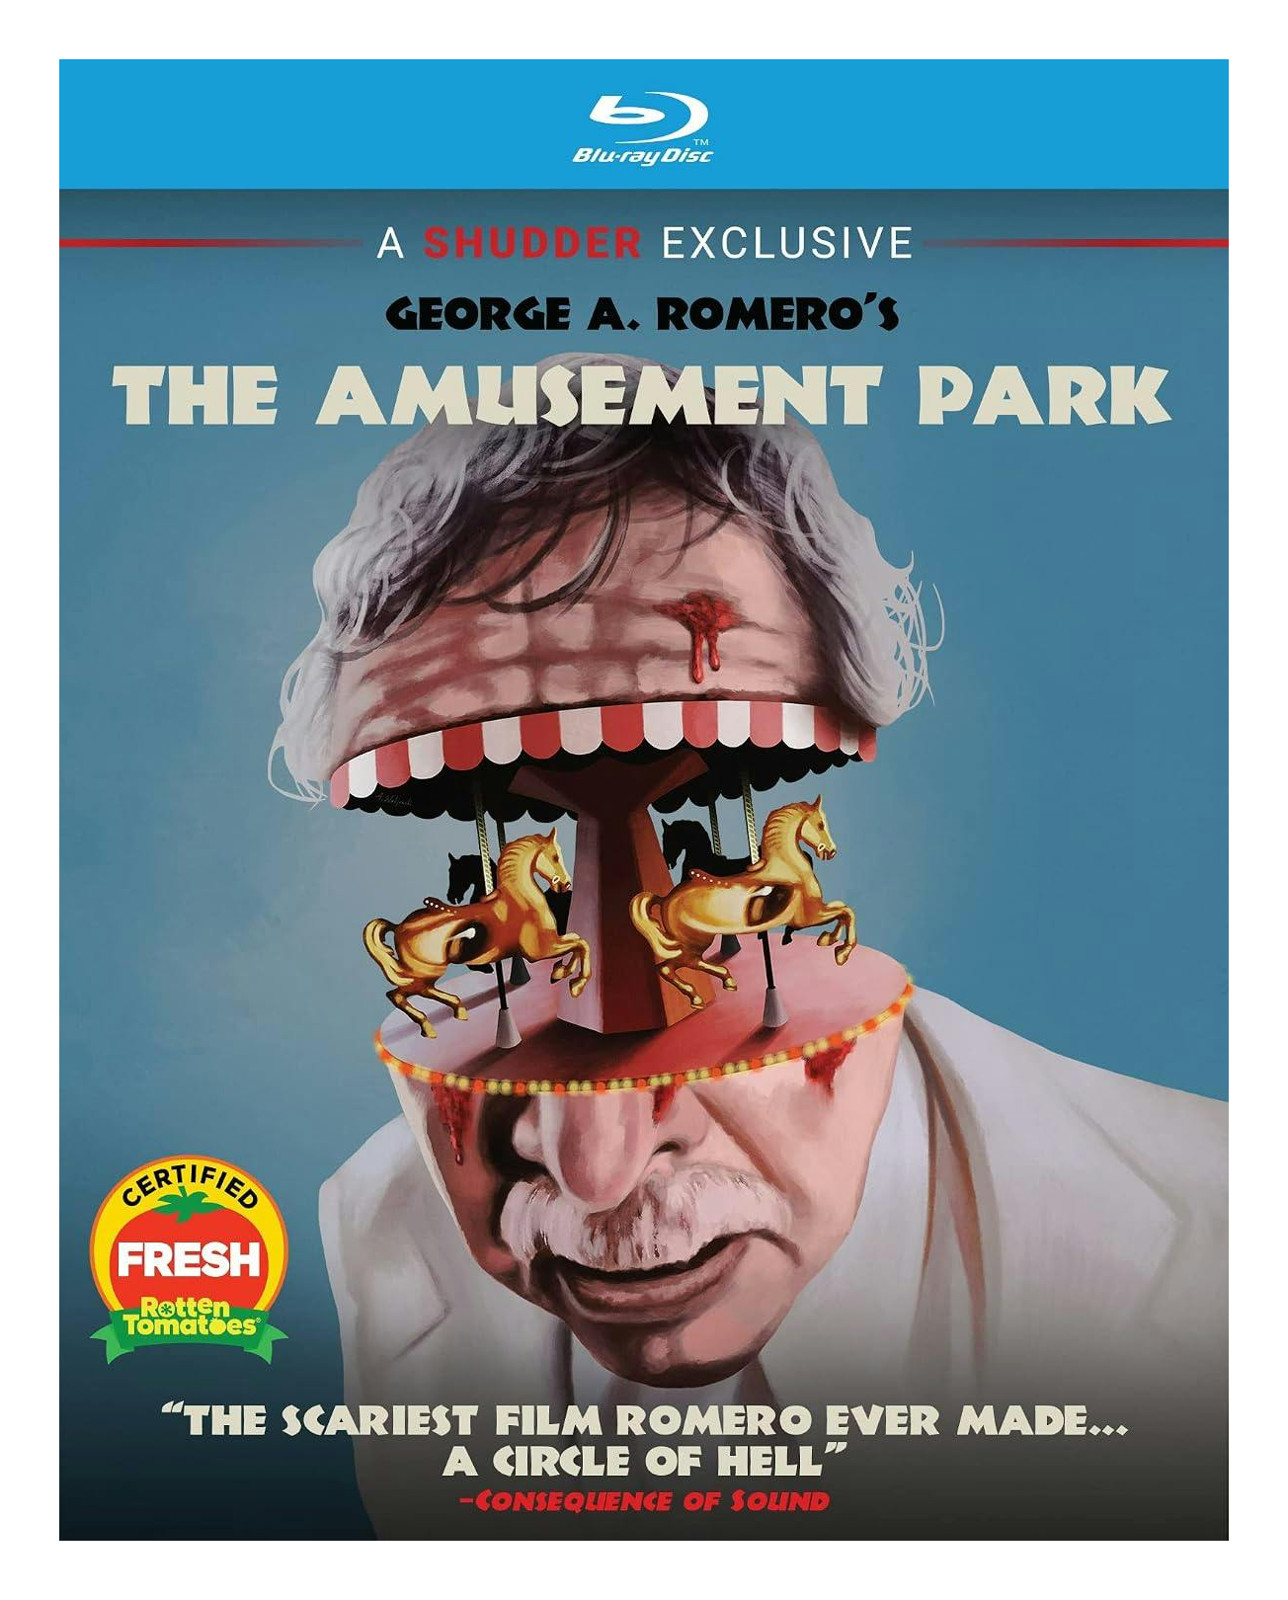 Blu-ray Disc
TM
A SHUDDER EXCLUSIVE
GEORGE A. ROMERO'S
THE AMUSEMENT PARK
CERTIFIED
FRESH
Rotten
Tomatoes®
"THE SCARIEST FILM ROMERO EVER MADE...
A CIRCLE OF HELL"
-CONSEQUENCE OF SOUND